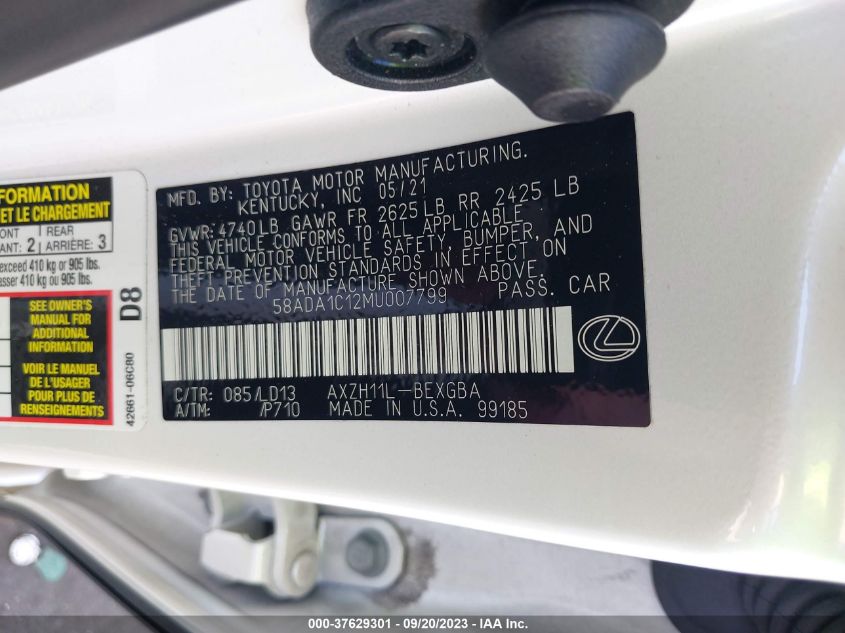 FORMATION
ET LE CHARGEMENT
ONT REAR
ANT: 2 ARRIÈRE: 3
exceed 410 kg or 905 lbs.
asser 410 kg ou 905 lbs.
SEE OWNER'S
MANUAL FOR
ADDITIONAL
INFORMATION
VOIR LE MANUEL
DE L'USAGER
POUR PLUS DE
RENSEIGNEMENTS
D8
42661-06C80
MFD. BY: TOYOTA MOTOR MANUFACTURING.
KENTUCKY, INC 05/21
GVWR: 4740LB GAWR FR 2625LB RR 2425 LB
THIS VEHICLE CONFORMS TO ALL APPLICABLE
FEDERAL MOTOR VEHICLE SAFETY, BUMPER, AND
THEFT PREVENTION STANDARDS IN EFFECT ON
THE DATE OF MANUFACTURE SHOWN ABOVE.
58ADA1C12MU007799 PASS. CAR
C/TR: 085/LD13 AXZH11L-BEXGBA
A/TM: /P710 MADE IN U.S.A. 99185
000-37629301 - 09/20/2023 - IAA Inc.